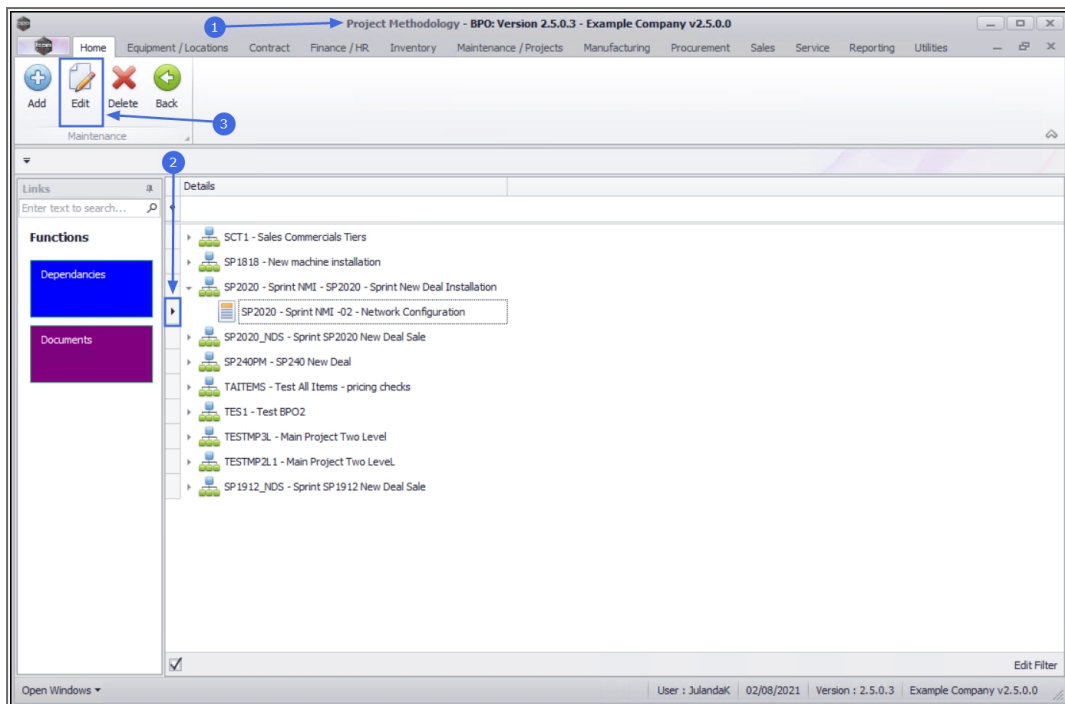 1
Project Methodology - BPO: Version 2.5.0.3 - Example Company v2.5.0.0
Home Equipment / Locations Contract Finance / HR Inventory Maintenance / Projects Manufacturing Procurement Sales Service Reporting Utilities
Add Edit Delete Back
3
Maintenance
2
Links
Details
Enter text to search...
Functions
Dependancies
Documents
SCT1 - Sales Commercials Tiers
SP1818 - New machine installation
SP2020 - Sprint NMI - SP2020 - Sprint New Deal Installation
SP2020 - Sprint NMI -02 - Network Configuration
SP2020_NDS - Sprint SP2020 New Deal Sale
SP240PM - SP240 New Deal
TAITEMS - Test All Items - pricing checks
TES1 - Test BPO2
TESTMP3L - Main Project Two Level
TESTMP2L1 - Main Project Two LeveL
SP1912_NDS - Sprint SP1912 New Deal Sale
Edit Filter
Open Windows User : JulandaK 02/08/2021 Version : 2.5.0.3 Example Company v2.5.0.0